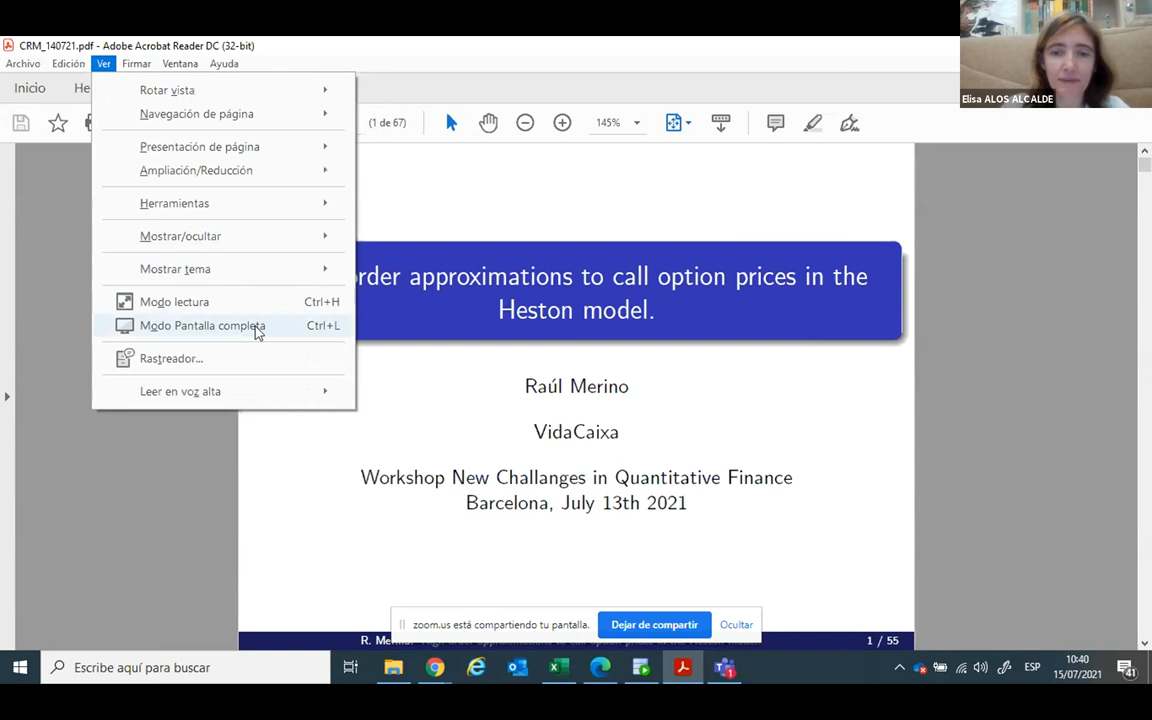 CRM_140721.pdf - Adobe Acrobat Reader DC (32-bit)
Archivo Edición Ver Firmar Ventana Ayuda
Inicio He
(1 de 67) 145%
Rotar vista
Navegación de página
Presentación de página
Ampliación/Reducción
Herramientas
Mostrar/ocultar
Mostrar tema
Modo lectura Ctrl+H
Modo Pantalla completa Ctrl+L
Rastreador...
Leer en voz alta
Elisa ALOS ALCALDE
order approximations to call option prices in the
Heston model.
Raúl Merino
VidaCaixa
Workshop New Challanges in Quantitative Finance
Barcelona, July 13th 2021
zoom.us está compartiendo tu pantalla. Dejar de compartir Ocultar
1 / 55
Escribe aquí para buscar
ESP
10:40
15/07/2021
41